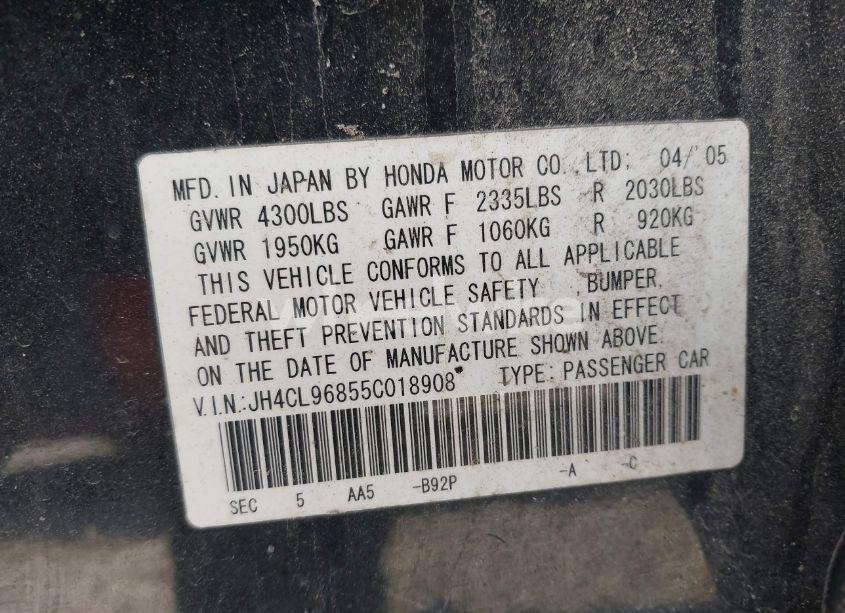 MFD. IN JAPAN BY HONDA MOTOR CO.,LTD; 04/'05
GVWR 4300LBS GAWR F 2335LBS R 2030LBS
GVWR 1950KG GAWR F 1060KG R 920KG
THIS VEHICLE CONFORMS TO ALL APPLICABLE
FEDERAL MOTOR VEHICLE SAFETY BUMPER,
AND THEFT PREVENTION STANDARDS IN EFFECT
ON THE DATE OF MANUFACTURE SHOWN ABOVE.
V.I.N.:JH4CL96855C018908 TYPE: PASSENGER CAR
SEC 5 AA5 -B92P -A -C